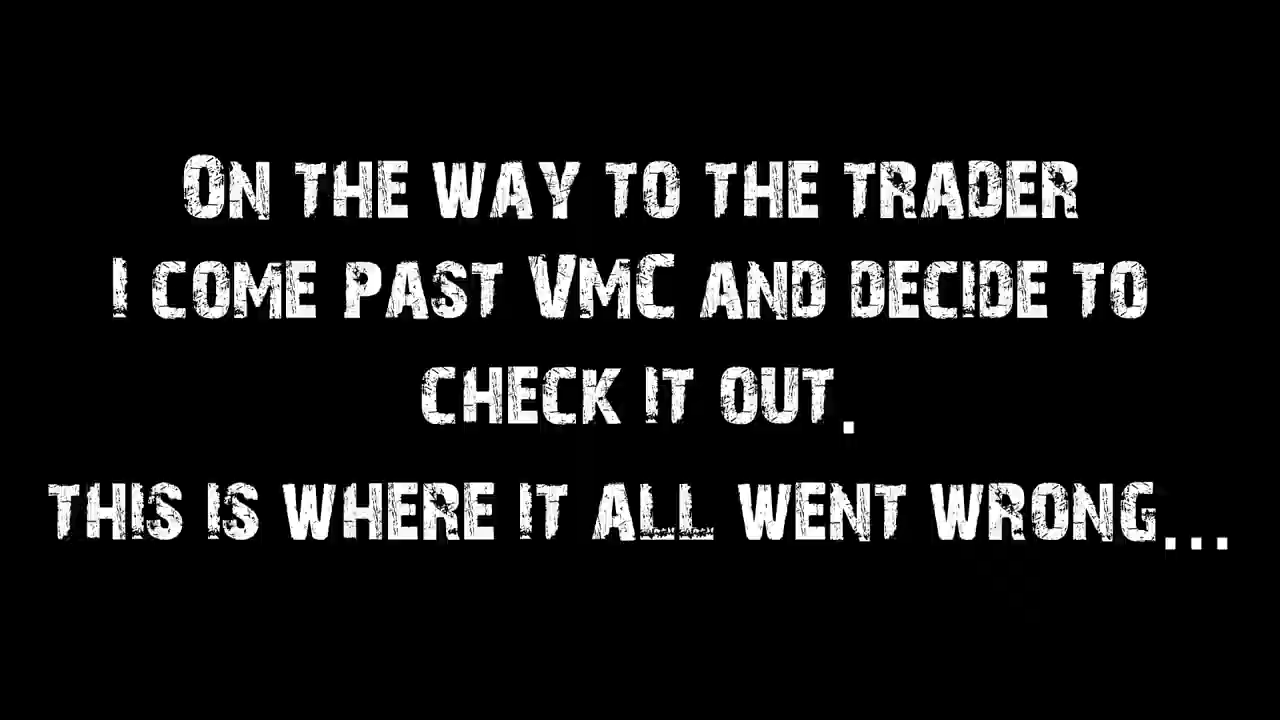 On the way to the trader
I come past VmC and decide to
check it out.
this is where it all went wrong...